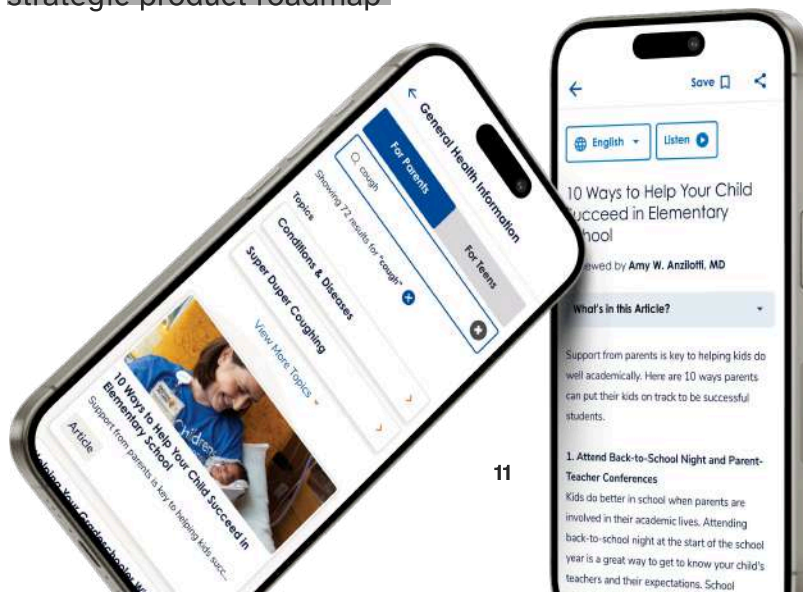 strategic product roadmap
General Health Information
For Parents
For Teens
cough
Showing 72 results for "cough"
Topics
Conditions & Diseases
Super Duper Coughing
View More Topics
Children
10 Ways to Help Your Child Succeed in
Elementary School
Support from parents is key to helping kids succ...
Article
Helping Your Gradeschooler
11
Save
English
Listen
10 Ways to Help Your Child
Succeed in Elementary
School
by Amy W. Anzilotti, MD
What's in this Article?
Support from parents is key to helping kids do
well academically. Here are 10 ways parents
can put their kids on track to be successful
students.
1. Attend Back-to-School Night and Parent-
Teacher Conferences
Kids do better in school when parents are
involved in their academic lives. Attending
back-to-school night at the start of the school
year is a great way to get to know your child's
teachers and their expectations. School